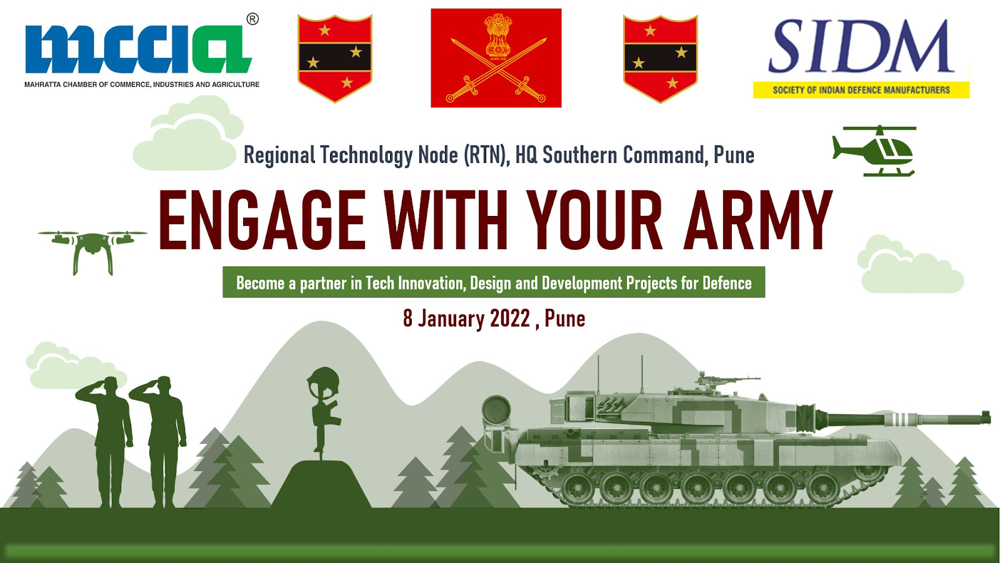 mccia®
MAHRATTA CHAMBER OF COMMERCE, INDUSTRIES AND AGRICULTURE
SIDM
SOCIETY OF INDIAN DEFENCE MANUFACTURERS
Regional Technology Node (RTN), HQ Southern Command, Pune
ENGAGE WITH YOUR ARMY
Become a partner in Tech Innovation, Design and Development Projects for Defence
8 January 2022 , Pune